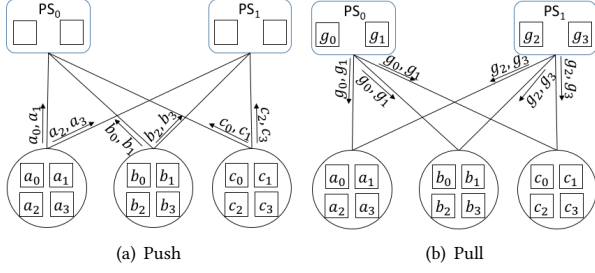 PS₀ PS₁
a₀, a₁ a₂, a₃ b₀, b₁ b₂, b₃ c₀, c₁ c₂, c₃
a₀ a₁ b₀ b₁ c₀ c₁
a₂ a₃ b₂ b₃ c₂ c₃
(a) Push
PS₀ PS₁
g₀ g₁ g₂ g₃
g₀, g₁ g₀, g₁ g₀, g₁ g₂, g₃ g₂, g₃ g₂, g₃
a₀ a₁ b₀ b₁ c₀ c₁
a₂ a₃ b₂ b₃ c₂ c₃
(b) Pull